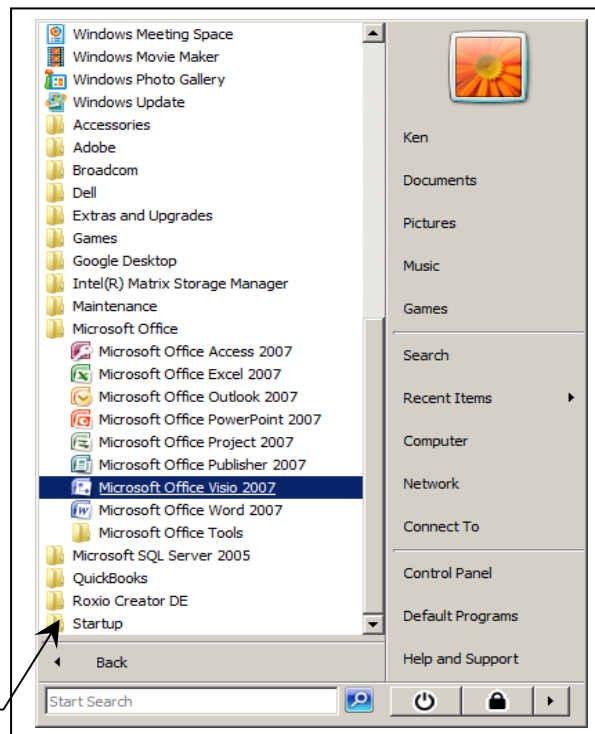 Windows Meeting Space
Windows Movie Maker
Windows Photo Gallery
Windows Update
Accessories
Adobe
Broadcom
Dell
Extras and Upgrades
Games
Google Desktop
Intel(R) Matrix Storage Manager
Maintenance
Microsoft Office
Microsoft Office Access 2007
Microsoft Office Excel 2007
Microsoft Office Outlook 2007
Microsoft Office PowerPoint 2007
Microsoft Office Project 2007
Microsoft Office Publisher 2007
Microsoft Office Visio 2007
Microsoft Office Word 2007
Microsoft Office Tools
Microsoft SQL Server 2005
QuickBooks
Roxio Creator DE
Startup
Back
Start Search
Ken
Documents
Pictures
Music
Games
Search
Recent Items
Computer
Network
Connect To
Control Panel
Default Programs
Help and Support